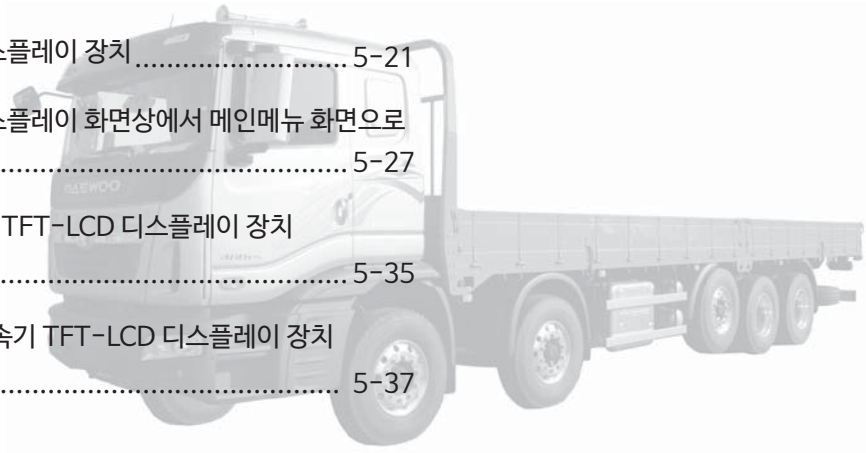 스플레이 장치.......................... 5-21
스플레이 화면상에서 메인메뉴 화면으로
........................................... 5-27
TFT-LCD 디스플레이 장치
........................................... 5-35
속기 TFT-LCD 디스플레이 장치
....................................... 5-37
DAEWOO